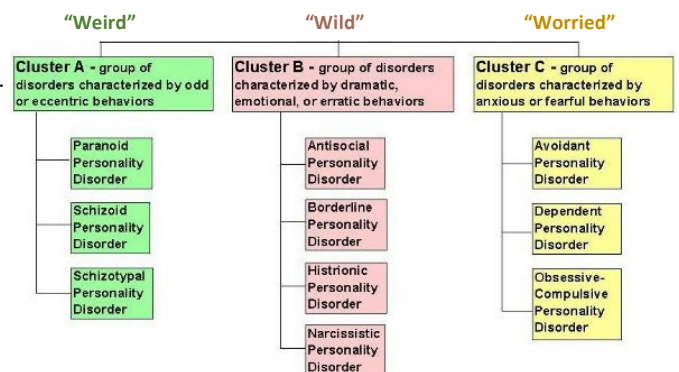 “Weird”
“Wild”
“Worried”
Cluster A - group of
disorders characterized by odd
or eccentric behaviors
Paranoid
Personality
Disorder
Schizoid
Personality
Disorder
Schizotypal
Personality
Disorder
Cluster B - group of disorders
characterized by dramatic,
emotional, or erratic behaviors
Antisocial
Personality
Disorder
Borderline
Personality
Disorder
Histrionic
Personality
Disorder
Narcissistic
Personality
Disorder
Cluster C - group of
disorders characterized by
anxious or fearful behaviors
Avoidant
Personality
Disorder
Dependent
Personality
Disorder
Obsessive-
Compulsive
Personality
Disorder